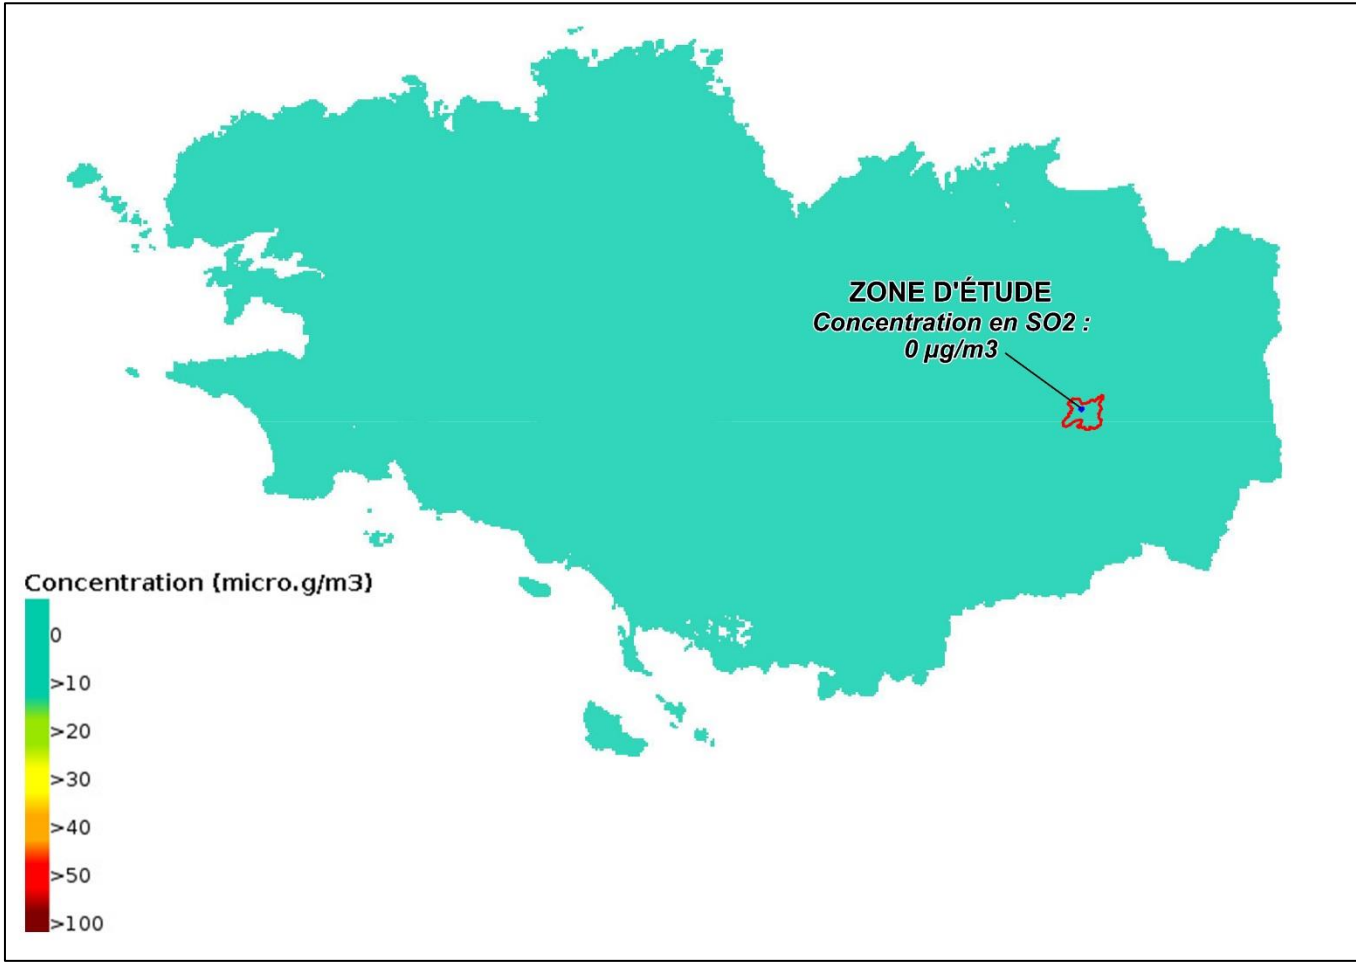 ZONE D'ÉTUDE
Concentration en SO2 :
0 µg/m3
Concentration (micro.g/m3)
0
>10
>20
>30
>40
>50
>100